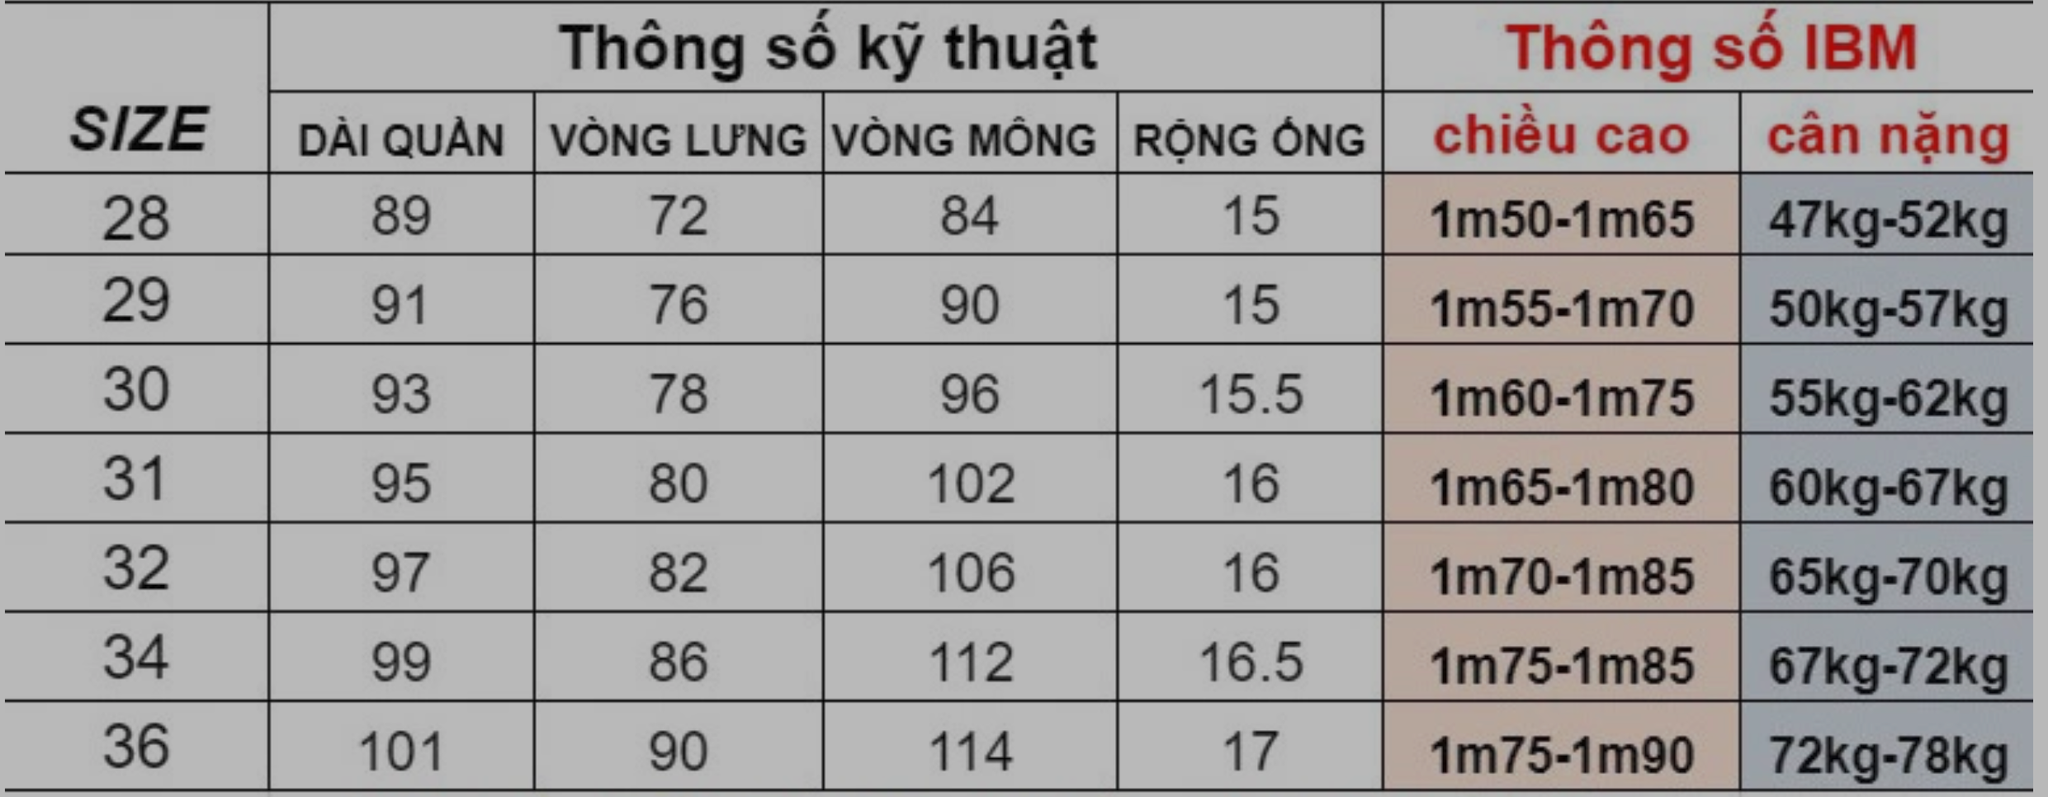 Thông số kỹ thuật Thông số IBM
SIZE DÀI QUẦN VÒNG LƯNG VÒNG MÔNG RỘNG ỐNG chiều cao cân nặng
28 89 72 84 15 1m50-1m65 47kg-52kg
29 91 76 90 15 1m55-1m70 50kg-57kg
30 93 78 96 15.5 1m60-1m75 55kg-62kg
31 95 80 102 16 1m65-1m80 60kg-67kg
32 97 82 106 16 1m70-1m85 65kg-70kg
34 99 86 112 16.5 1m75-1m85 67kg-72kg
36 101 90 114 17 1m75-1m90 72kg-78kg